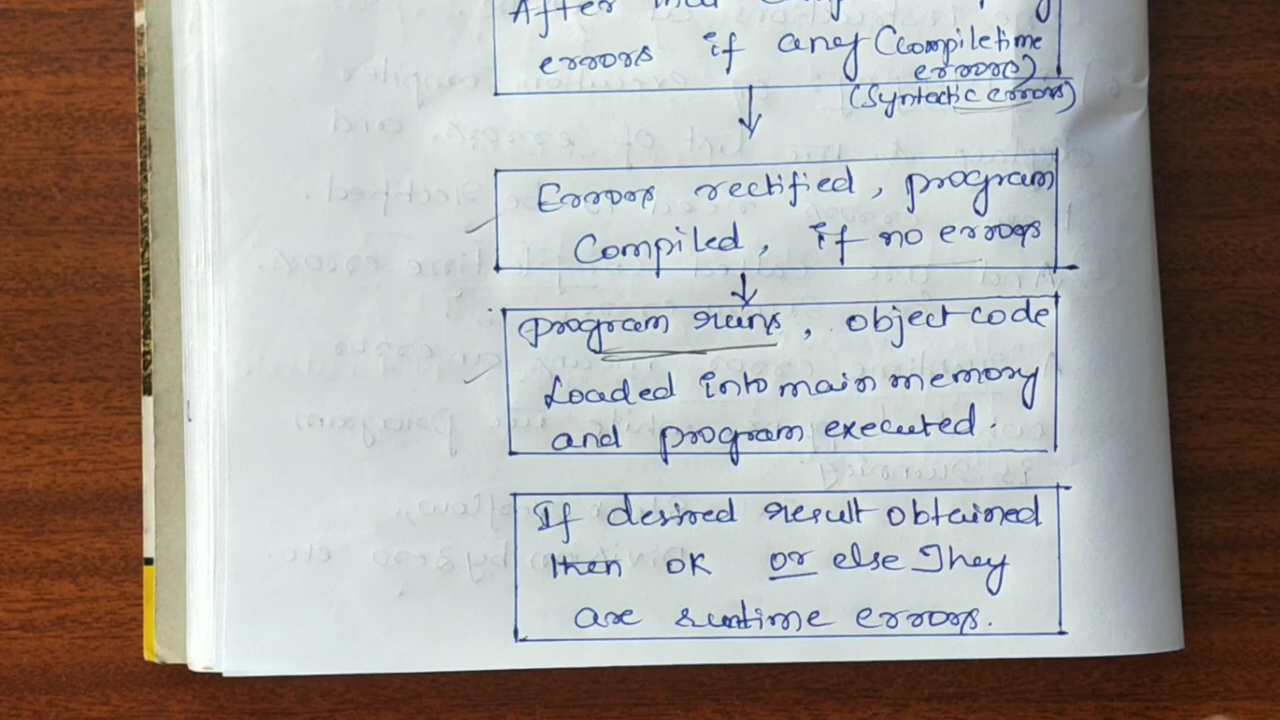 After
errors if any (Compiletime
errors)
(Syntactic errors)
Errors rectified, program
Compiled, if no errors
program runs, object code
Loaded into main memory
and program executed.
If desired result obtained
then OK or else They
are runtime errors.